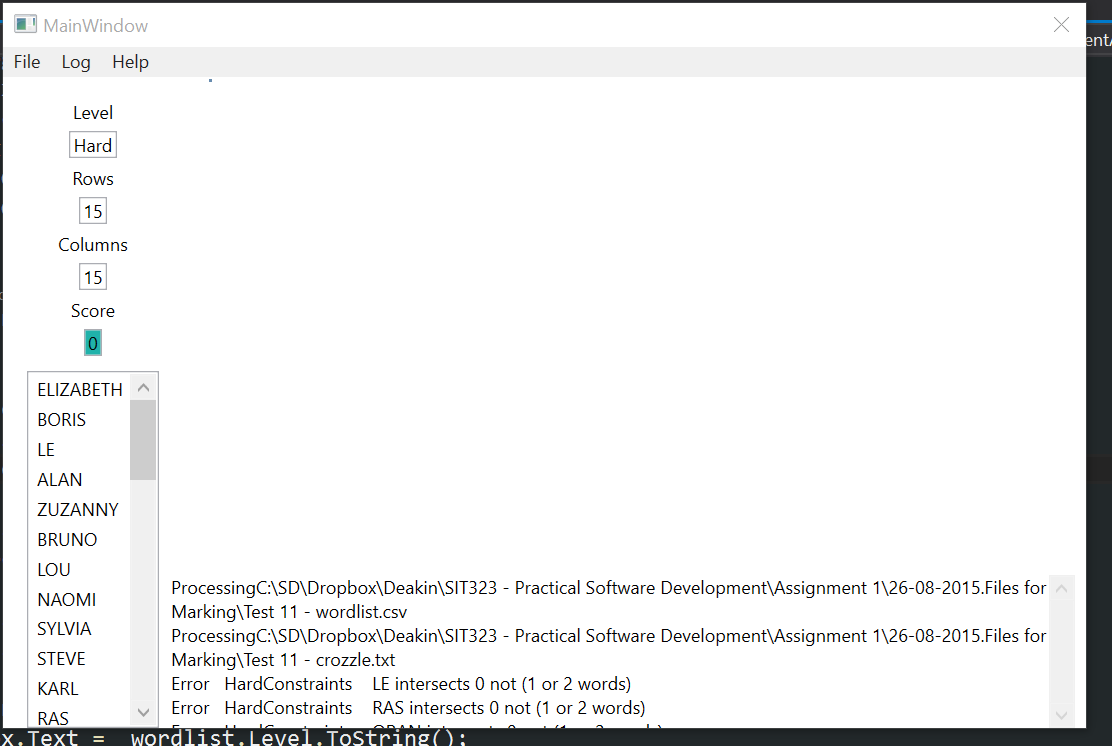 MainWindow
File Log Help
Level
Hard
Rows
15
Columns
15
Score
0
ELIZABETH
BORIS
LE
ALAN
ZUZANNY
BRUNO
LOU
NAOMI
SYLVIA
STEVE
KARL
RAS
ProcessingC:\SD\Dropbox\Deakin\SIT323 - Practical Software Development\Assignment 1\26-08-2015.Files for
Marking\Test 11 - wordlist.csv
ProcessingC:\SD\Dropbox\Deakin\SIT323 - Practical Software Development\Assignment 1\26-08-2015.Files for
Marking\Test 11 - crozzle.txt
Error HardConstraints LE intersects 0 not (1 or 2 words)
Error HardConstraints RAS intersects 0 not (1 or 2 words)
x.Text = wordlist.Level.ToString();